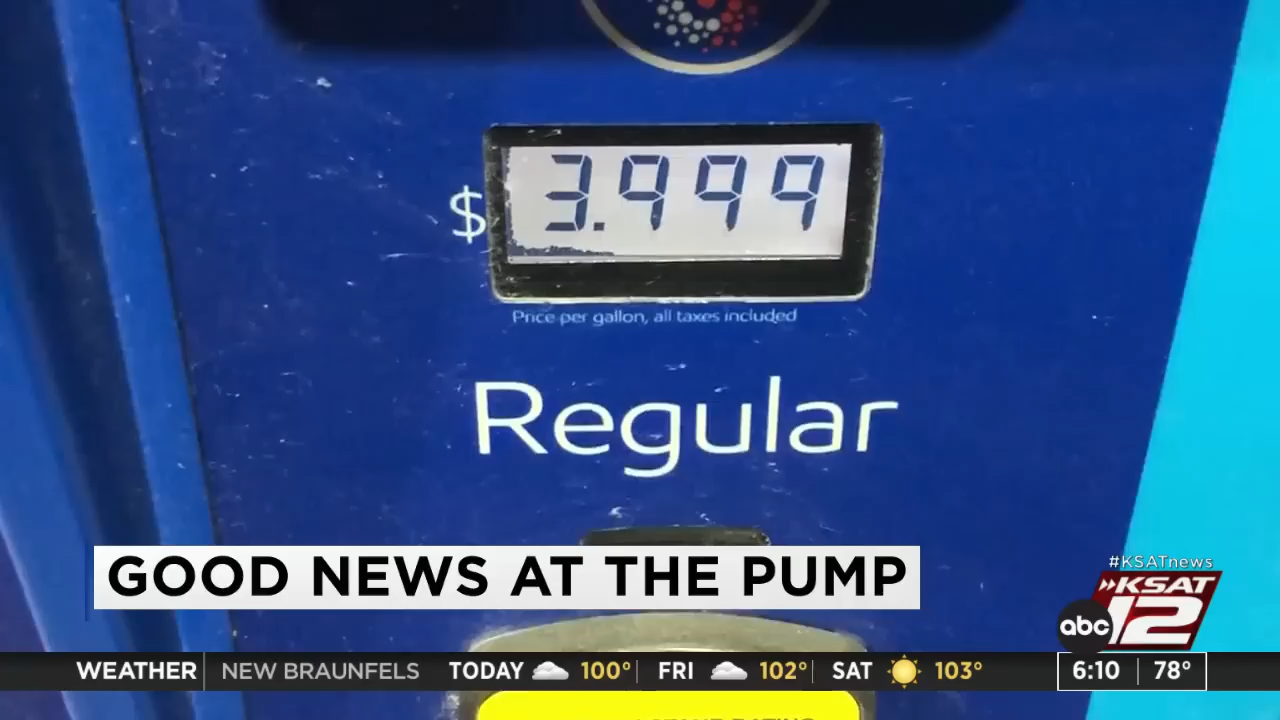 $ 3.999
Price per gallon, all taxes included
Regular
GOOD NEWS AT THE PUMP
#KSATnews
KSAT
abc 12
WEATHER NEW BRAUNFELS TODAY 100° FRI 102° SAT 103° 6:10 78°